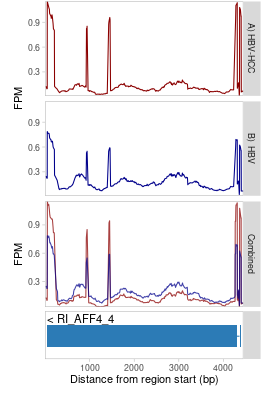 FPM
0.9
0.6
0.3
A) HBV-HCC
0.9
0.6
0.3
B) HBV
FPM
0.9
0.6
0.3
Combined
< RI_AFF4_4
1000 2000 3000 4000
Distance from region start (bp)